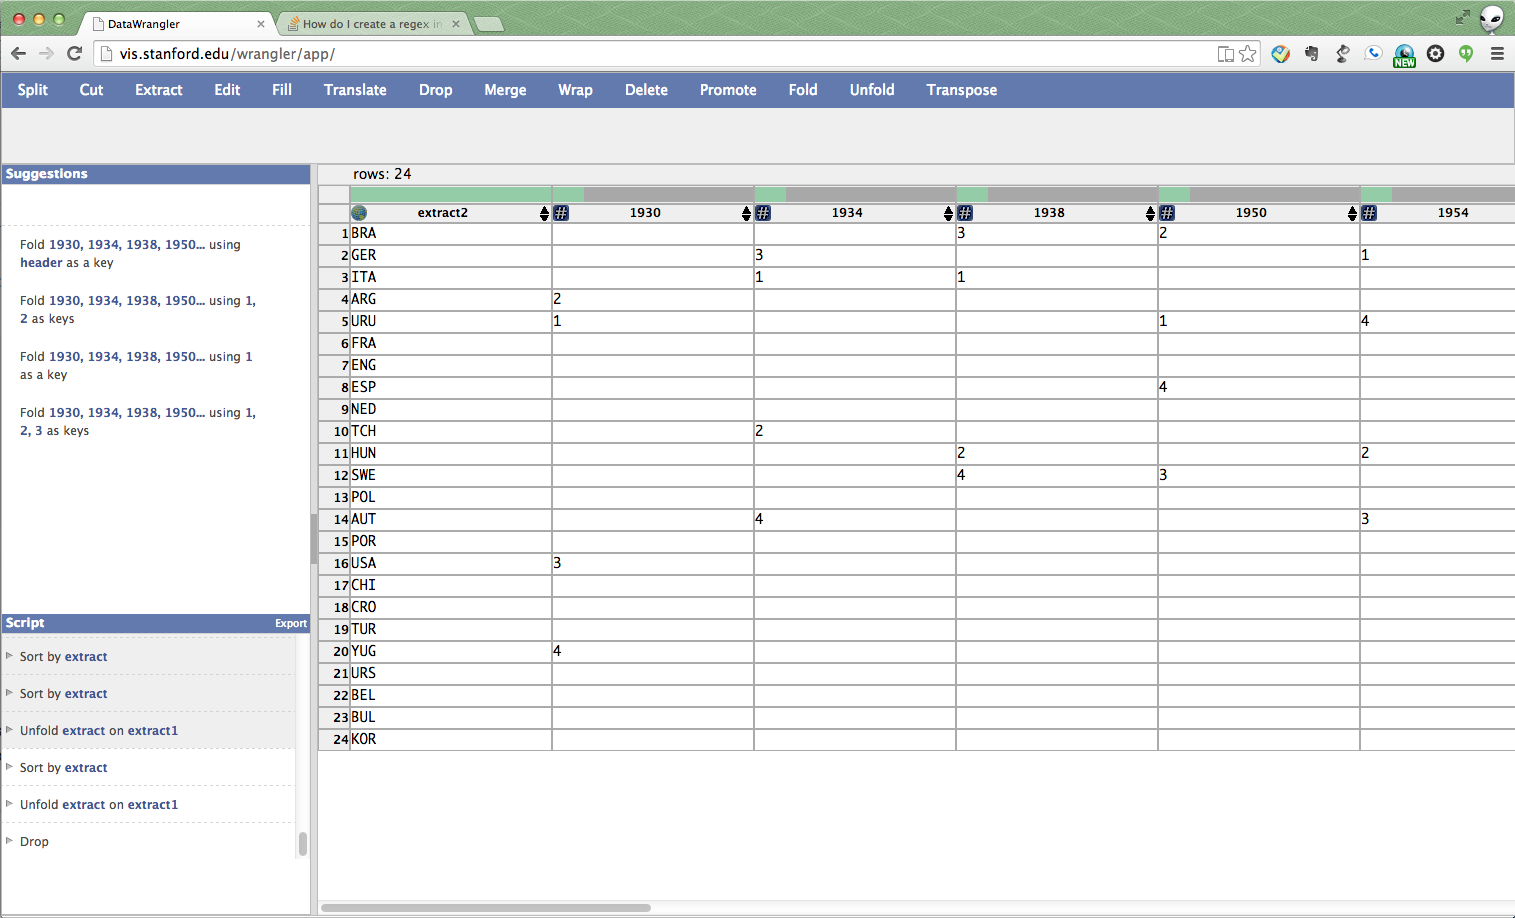 DataWrangler
How do I create a regex in
vis.stanford.edu/wrangler/app/
NEW
Split Cut Extract Edit Fill Translate Drop Merge Wrap Delete Promote Fold Unfold Transpose
Suggestions
Fold 1930, 1934, 1938, 1950... using
header as a key
Fold 1930, 1934, 1938, 1950... using 1,
2 as keys
Fold 1930, 1934, 1938, 1950... using 1
as a key
Fold 1930, 1934, 1938, 1950... using 1,
2, 3 as keys
Script Export
Sort by extract
Sort by extract
Unfold extract on extract1
Sort by extract
Unfold extract on extract1
Drop
rows: 24
extract2 # 1930 # 1934 # 1938 # 1950 # 1954
1 BRA 3 2
2 GER 3 1
3 ITA 1 1
4 ARG 2
5 URU 1 1 4
6 FRA
7 ENG
8 ESP 4
9 NED
10 TCH 2
11 HUN 2 2
12 SWE 4 3
13 POL
14 AUT 4 3
15 POR
16 USA 3
17 CHI
18 CRO
19 TUR
20 YUG 4
21 URS
22 BEL
23 BUL
24 KOR